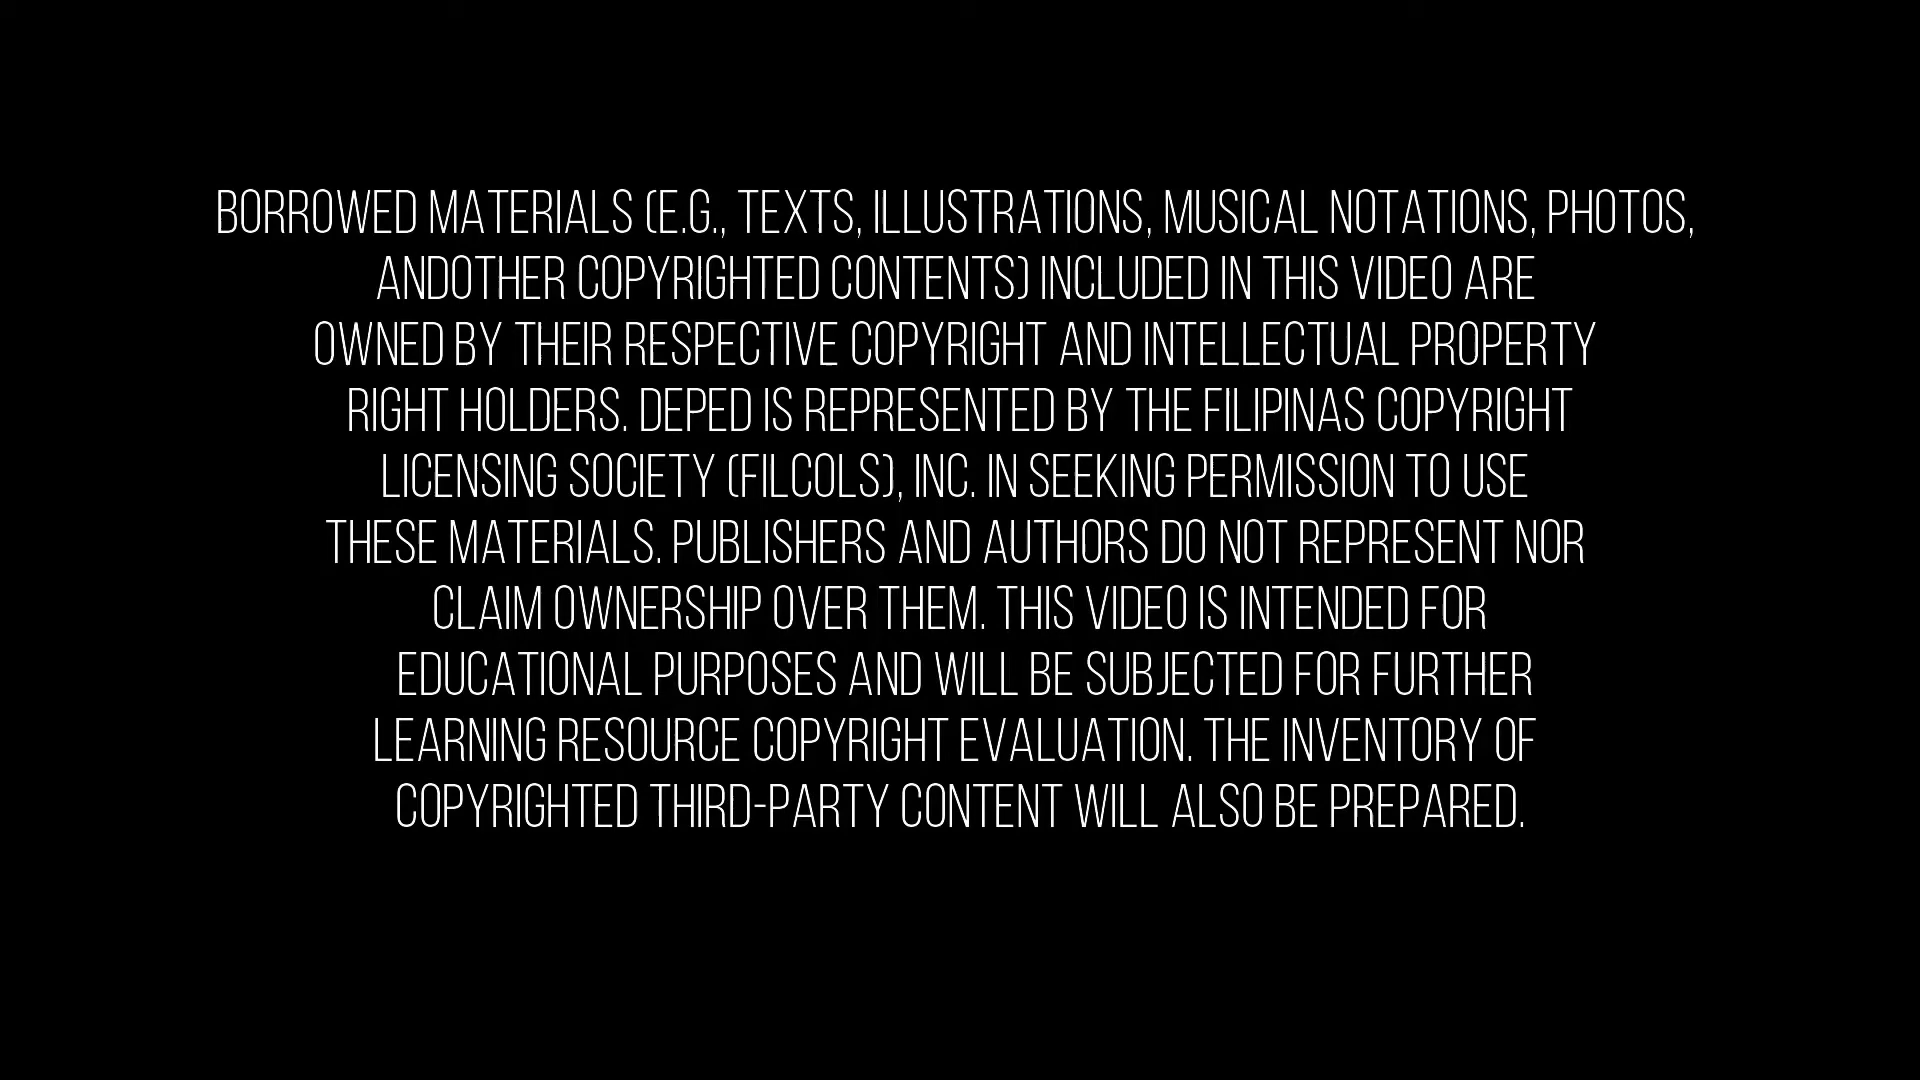 BORROWED MATERIALS (E.G., TEXTS, ILLUSTRATIONS, MUSICAL NOTATIONS, PHOTOS,
ANDOTHER COPYRIGHTED CONTENTS) INCLUDED IN THIS VIDEO ARE
OWNED BY THEIR RESPECTIVE COPYRIGHT AND INTELLECTUAL PROPERTY
RIGHT HOLDERS. DEPED IS REPRESENTED BY THE FILIPINAS COPYRIGHT
LICENSING SOCIETY (FILCOLS), INC. IN SEEKING PERMISSION TO USE
THESE MATERIALS. PUBLISHERS AND AUTHORS DO NOT REPRESENT NOR
CLAIM OWNERSHIP OVER THEM. THIS VIDEO IS INTENDED FOR
EDUCATIONAL PURPOSES AND WILL BE SUBJECTED FOR FURTHER
LEARNING RESOURCE COPYRIGHT EVALUATION. THE INVENTORY OF
COPYRIGHTED THIRD-PARTY CONTENT WILL ALSO BE PREPARED.